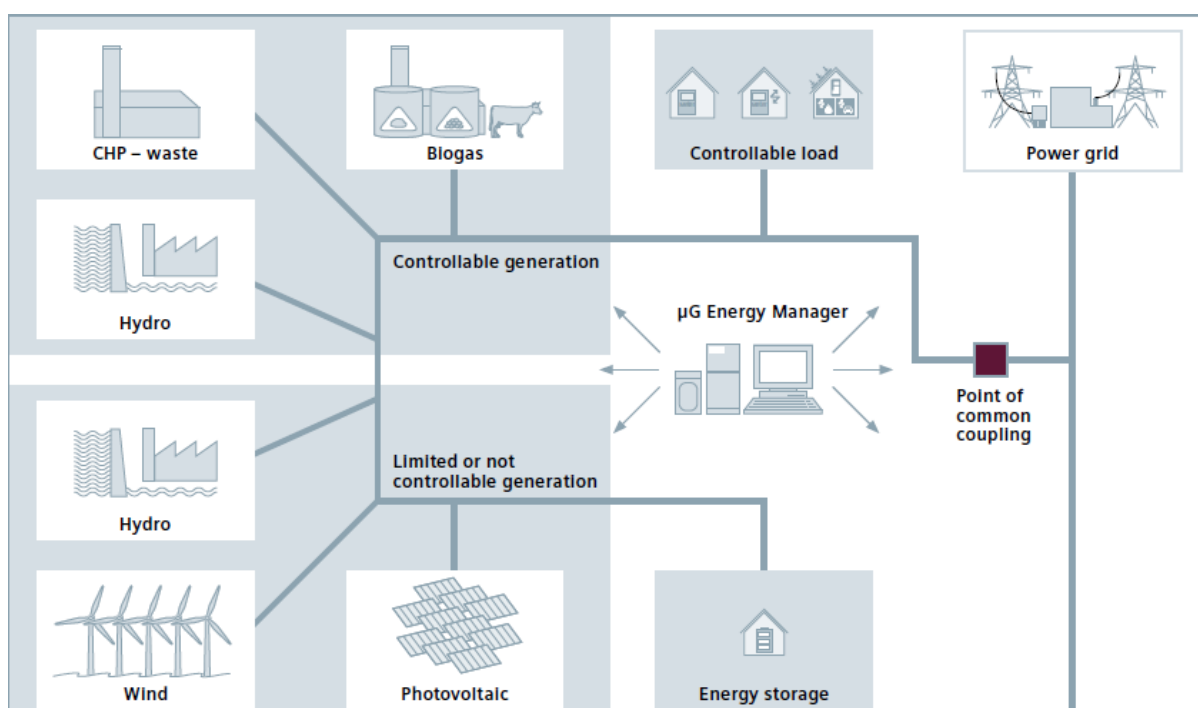 CHP – waste
Biogas
Controllable load
Power grid
Controllable generation
Hydro
µG Energy Manager
Point of
common
coupling
Limited or not
controllable generation
Hydro
Wind
Photovoltaic
Energy storage